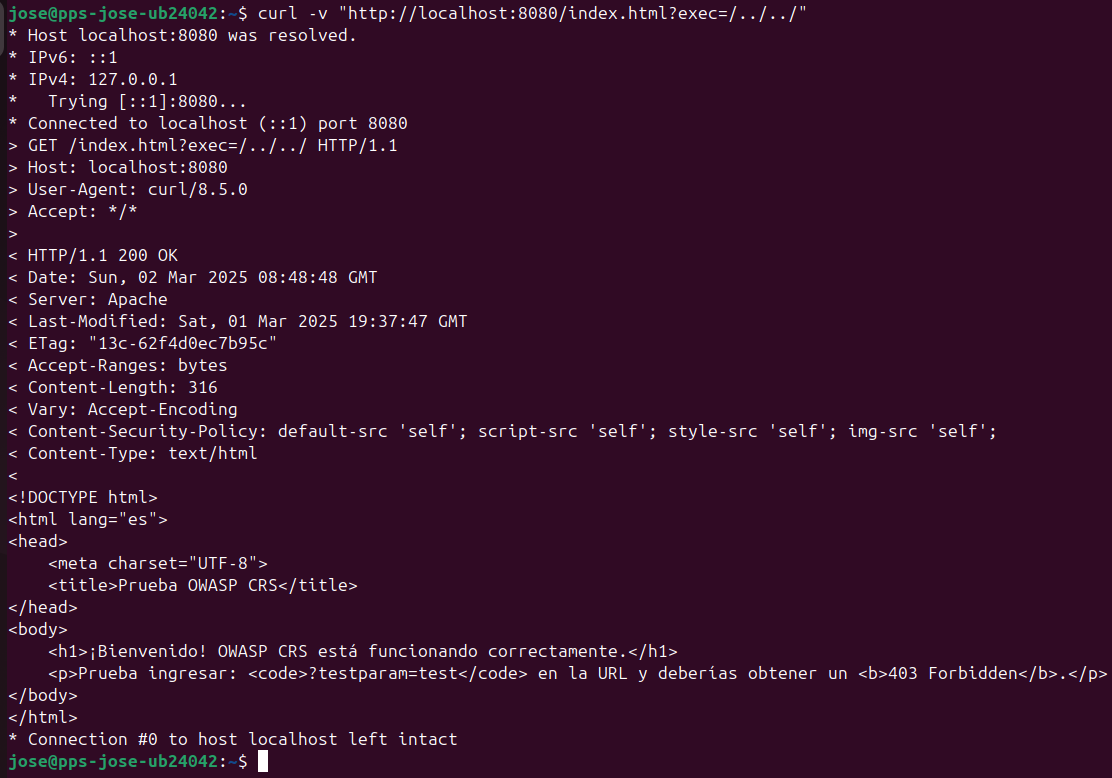 jose@pps-jose-ub24042:~$ curl -v "http://localhost:8080/index.html?exec=/../../"
* Host localhost:8080 was resolved.
* IPv6: ::1
* IPv4: 127.0.0.1
*   Trying [::1]:8080...
* Connected to localhost (::1) port 8080
> GET /index.html?exec=/../../ HTTP/1.1
> Host: localhost:8080
> User-Agent: curl/8.5.0
> Accept: */*
>
< HTTP/1.1 200 OK
< Date: Sun, 02 Mar 2025 08:48:48 GMT
< Server: Apache
< Last-Modified: Sat, 01 Mar 2025 19:37:47 GMT
< ETag: "13c-62f4d0ec7b95c"
< Accept-Ranges: bytes
< Content-Length: 316
< Vary: Accept-Encoding
< Content-Security-Policy: default-src 'self'; script-src 'self'; style-src 'self'; img-src 'self';
< Content-Type: text/html
<
<!DOCTYPE html>
<html lang="es">
<head>
    <meta charset="UTF-8">
    <title>Prueba OWASP CRS</title>
</head>
<body>
    <h1>¡Bienvenido! OWASP CRS está funcionando correctamente.</h1>
    <p>Prueba ingresar: <code>?testparam=test</code> en la URL y deberías obtener un <b>403 Forbidden</b>.</p>
</body>
</html>
* Connection #0 to host localhost left intact
jose@pps-jose-ub24042:~$